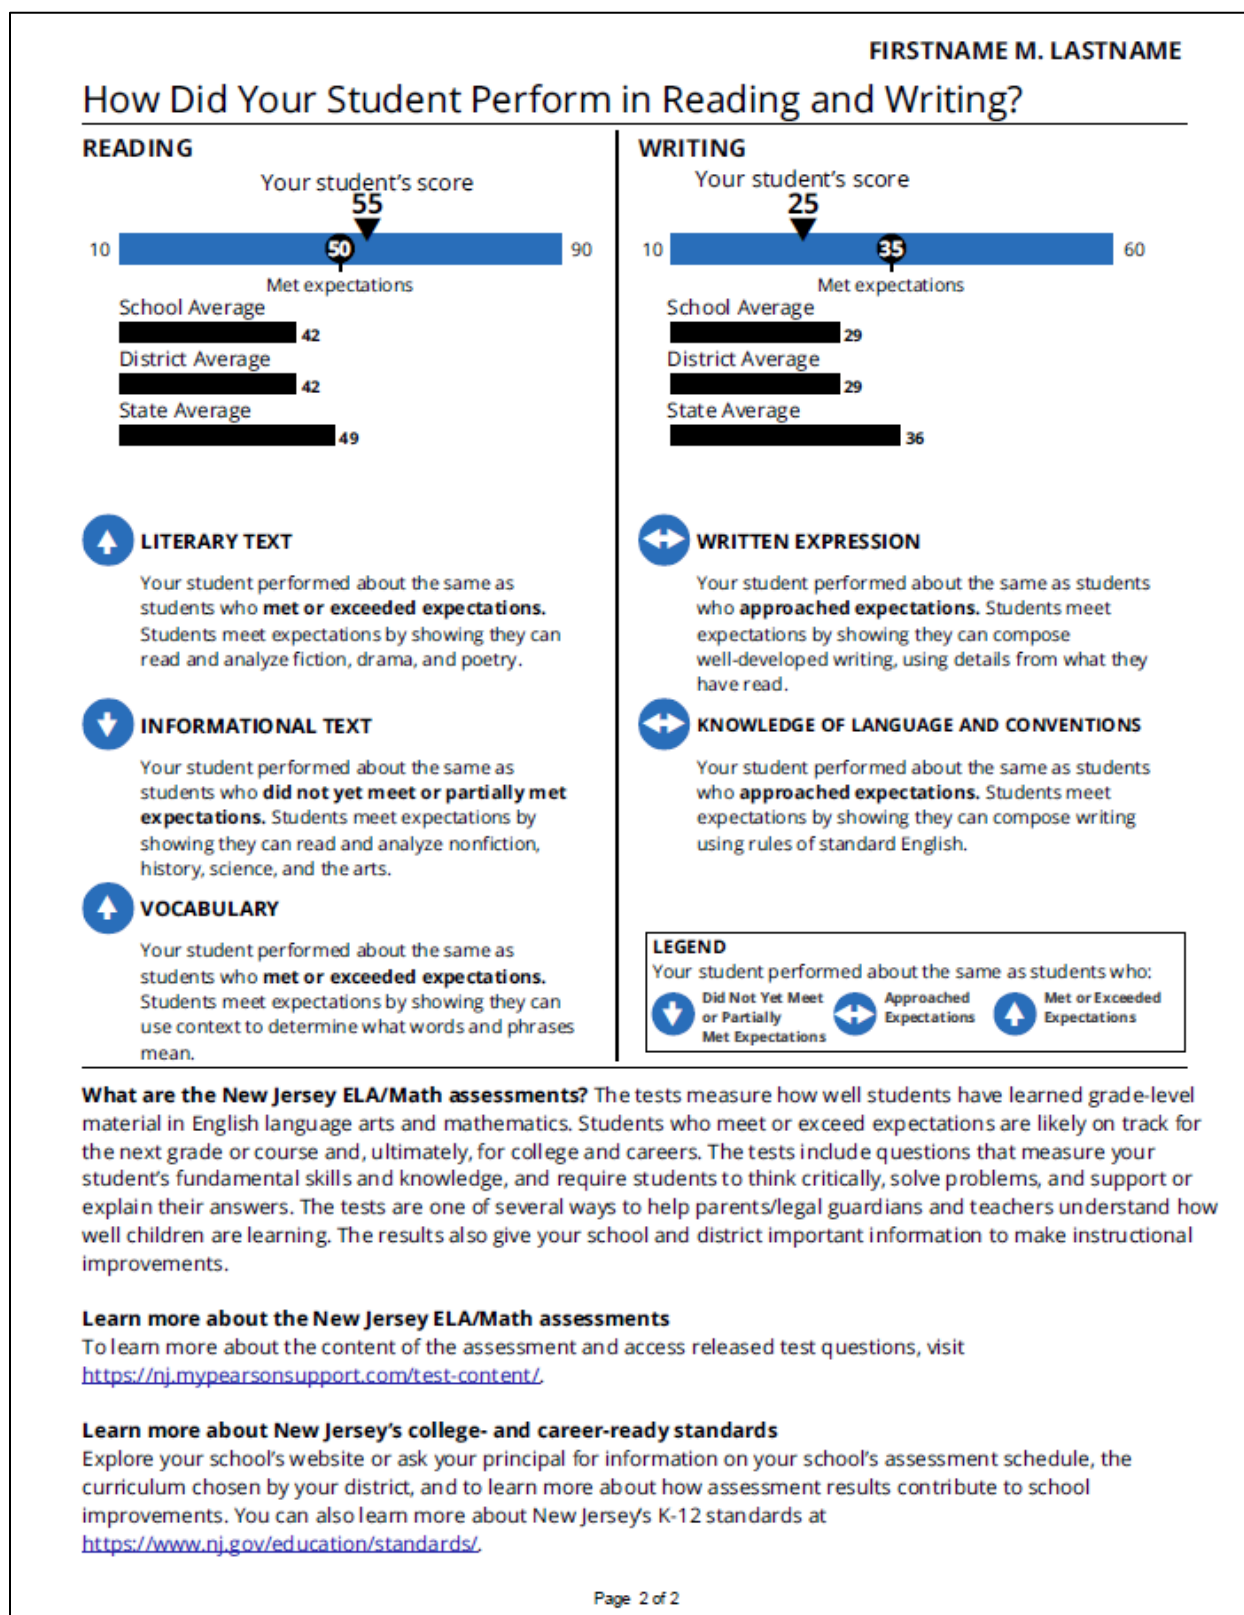 FIRSTNAME M. LASTNAME
How Did Your Student Perform in Reading and Writing?
READING
Your student's score
55
10
50
90
Met expectations
School Average
42
District Average
42
State Average
49
LITERARY TEXT
Your student performed about the same as
students who met or exceeded expectations.
Students meet expectations by showing they can
read and analyze fiction, drama, and poetry.
INFORMATIONAL TEXT
Your student performed about the same as
students who did not yet meet or partially met
expectations. Students meet expectations by
showing they can read and analyze nonfiction,
history, science, and the arts.
VOCABULARY
Your student performed about the same as
students who met or exceeded expectations.
Students meet expectations by showing they can
use context to determine what words and phrases
mean.
WRITING
Your student's score
25
10
35
60
Met expectations
School Average
29
District Average
29
State Average
36
WRITTEN EXPRESSION
Your student performed about the same as students
who approached expectations. Students meet
expectations by showing they can compose
well-developed writing, using details from what they
have read.
KNOWLEDGE OF LANGUAGE AND CONVENTIONS
Your student performed about the same as students
who approached expectations. Students meet
expectations by showing they can compose writing
using rules of standard English.
LEGEND
Your student performed about the same as students who:
Did Not Yet Meet
or Partially
Met Expectations
Approached
Expectations
Met or Exceeded
Expectations
What are the New Jersey ELA/Math assessments? The tests measure how well students have learned grade-level
material in English language arts and mathematics. Students who meet or exceed expectations are likely on track for
the next grade or course and, ultimately, for college and careers. The tests include questions that measure your
student's fundamental skills and knowledge, and require students to think critically, solve problems, and support or
explain their answers. The tests are one of several ways to help parents/legal guardians and teachers understand how
well children are learning. The results also give your school and district important information to make instructional
improvements.
Learn more about the New Jersey ELA/Math assessments
To learn more about the content of the assessment and access released test questions, visit
https://nj.mypearsonsupport.com/test-content/.
Learn more about New Jersey's college- and career-ready standards
Explore your school's website or ask your principal for information on your school's assessment schedule, the
curriculum chosen by your district, and to learn more about how assessment results contribute to school
improvements. You can also learn more about New Jersey's K-12 standards at
https://www.nj.gov/education/standards/.
Page 2 of 2